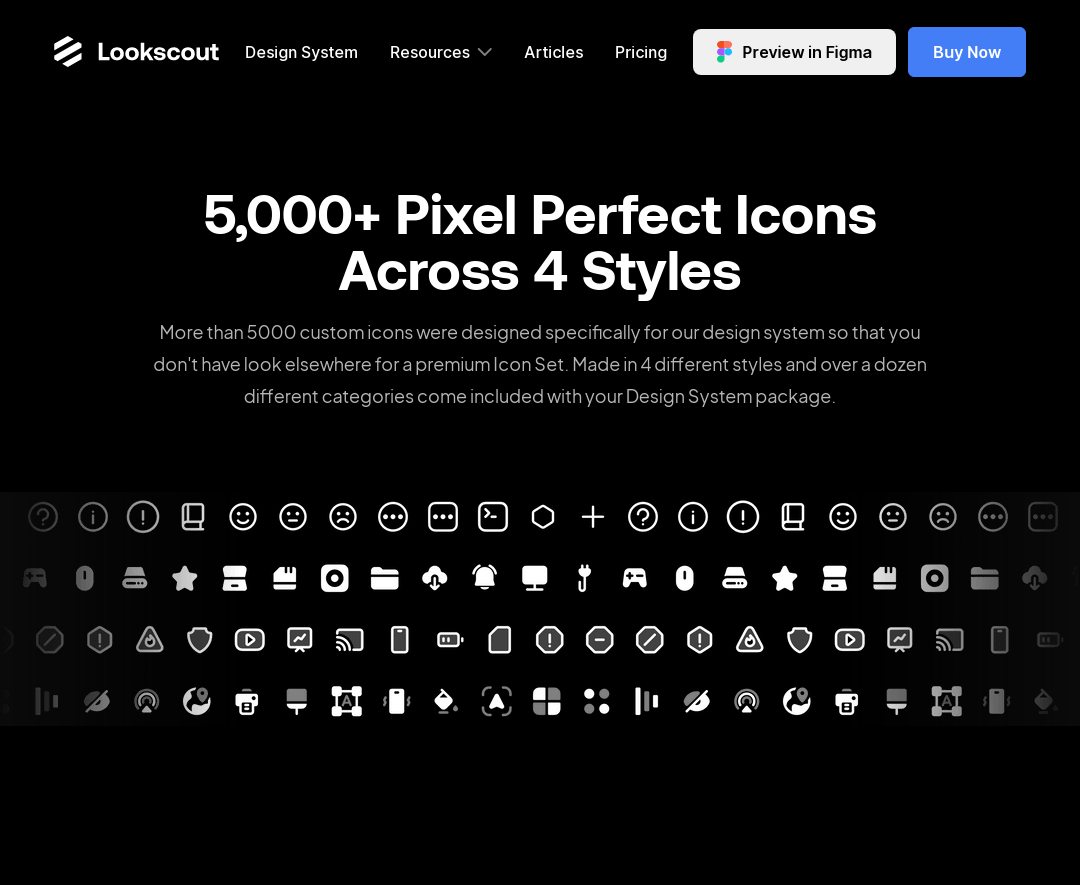 Lookscout
Design System
Resources
Articles
Pricing
Preview in Figma
Buy Now
5,000+ Pixel Perfect Icons
Across 4 Styles
More than 5000 custom icons were designed specifically for our design system so that you
don't have look elsewhere for a premium Icon Set. Made in 4 different styles and over a dozen
different categories come included with your Design System package.